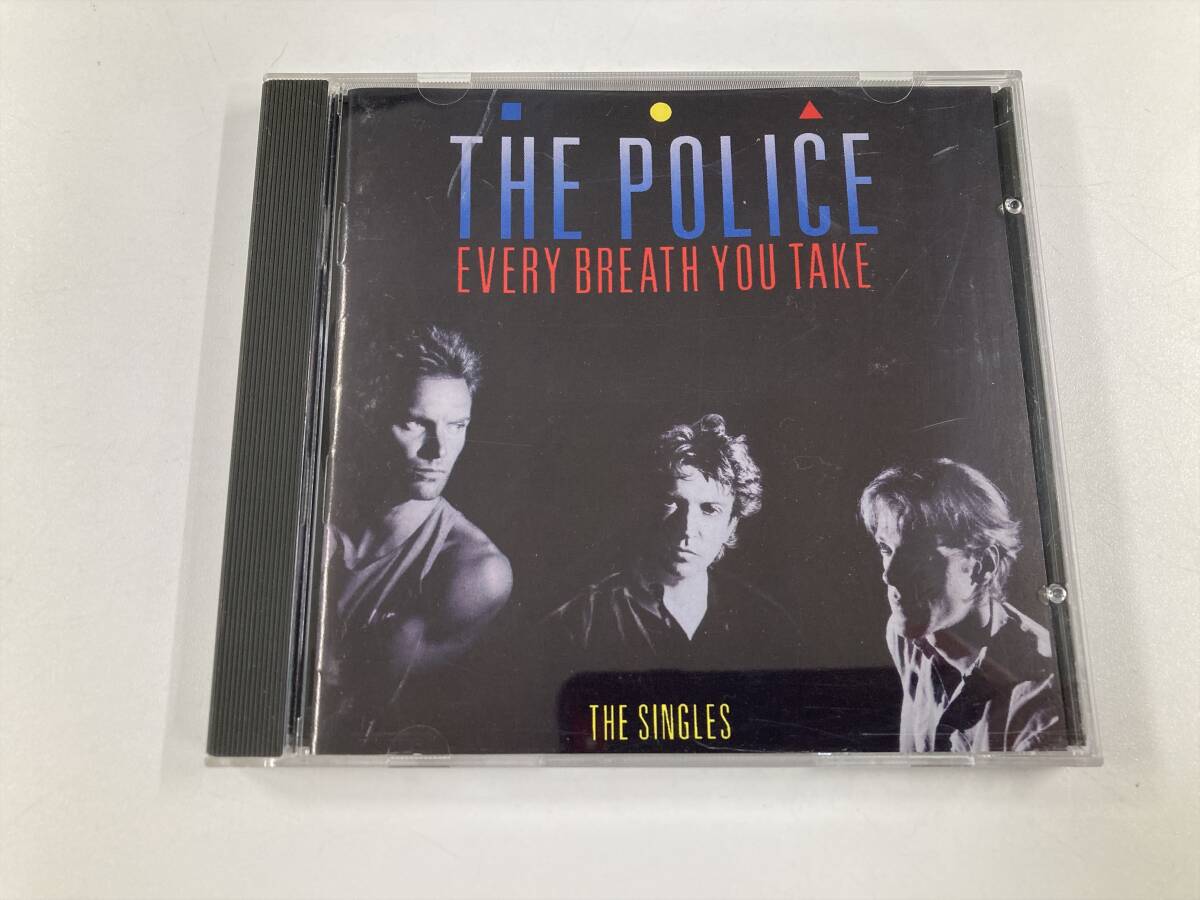 THE POLICE
EVERY BREATH YOU TAKE
THE SINGLES